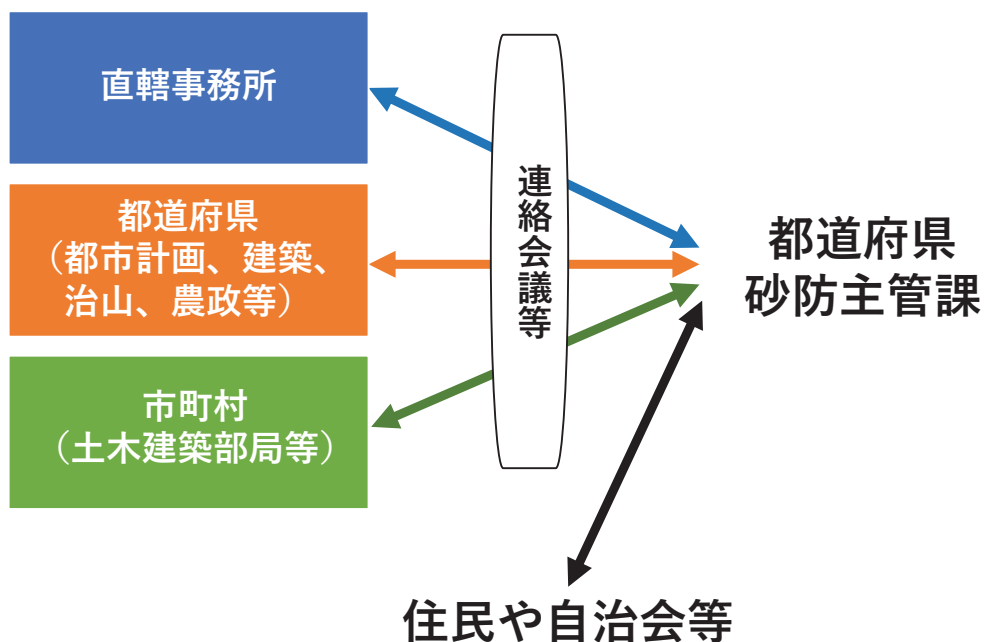 直轄事務所
都道府県
（都市計画、建築、
治山、農政等）
市町村
（土木建築部局等）
連絡会議等
都道府県
砂防主管課
住民や自治会等